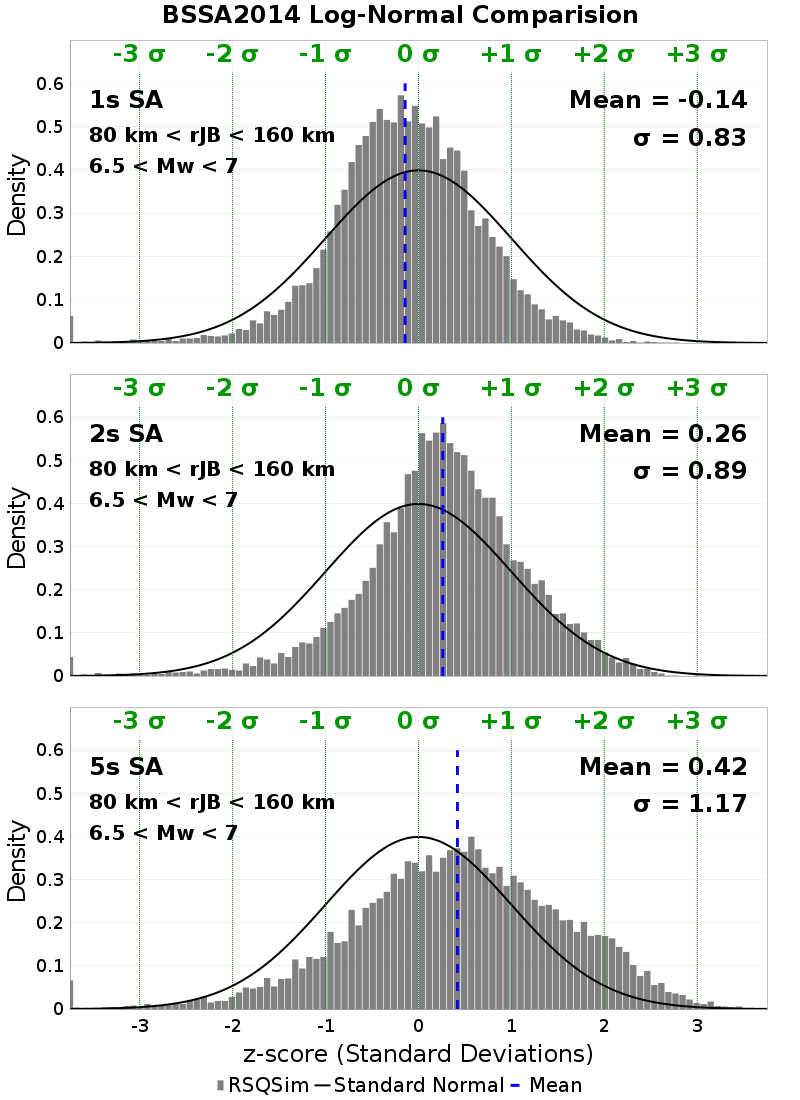 BSSA2014 Log-Normal Comparision
-3 σ -2 σ -1 σ 0 σ +1 σ +2 σ +3 σ
1s SA
Mean = -0.14
80 km < rJB < 160 km
σ = 0.83
6.5 < Mw < 7
Density
0.6
0.5
0.4
0.3
0.2
0.1
0
-3 σ -2 σ -1 σ 0 σ +1 σ +2 σ +3 σ
2s SA
Mean = 0.26
80 km < rJB < 160 km
σ = 0.89
6.5 < Mw < 7
Density
0.6
0.5
0.4
0.3
0.2
0.1
0
-3 σ -2 σ -1 σ 0 σ +1 σ +2 σ +3 σ
5s SA
Mean = 0.42
80 km < rJB < 160 km
σ = 1.17
6.5 < Mw < 7
Density
0.6
0.5
0.4
0.3
0.2
0.1
0
-3 -2 -1 0 1 2 3
z-score (Standard Deviations)
RSQSim Standard Normal Mean